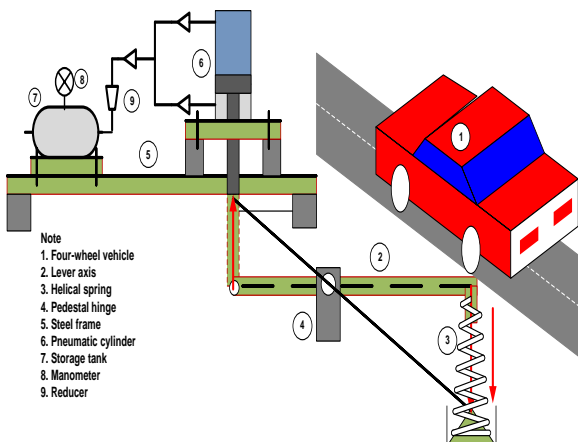 8
6
7
9
1
5
Note
1. Four-wheel vehicle
2. Lever axis
3. Helical spring
4. Pedestal hinge
5. Steel frame
6. Pneumatic cylinder
7. Storage tank
8. Manometer
9. Reducer
2
4
3